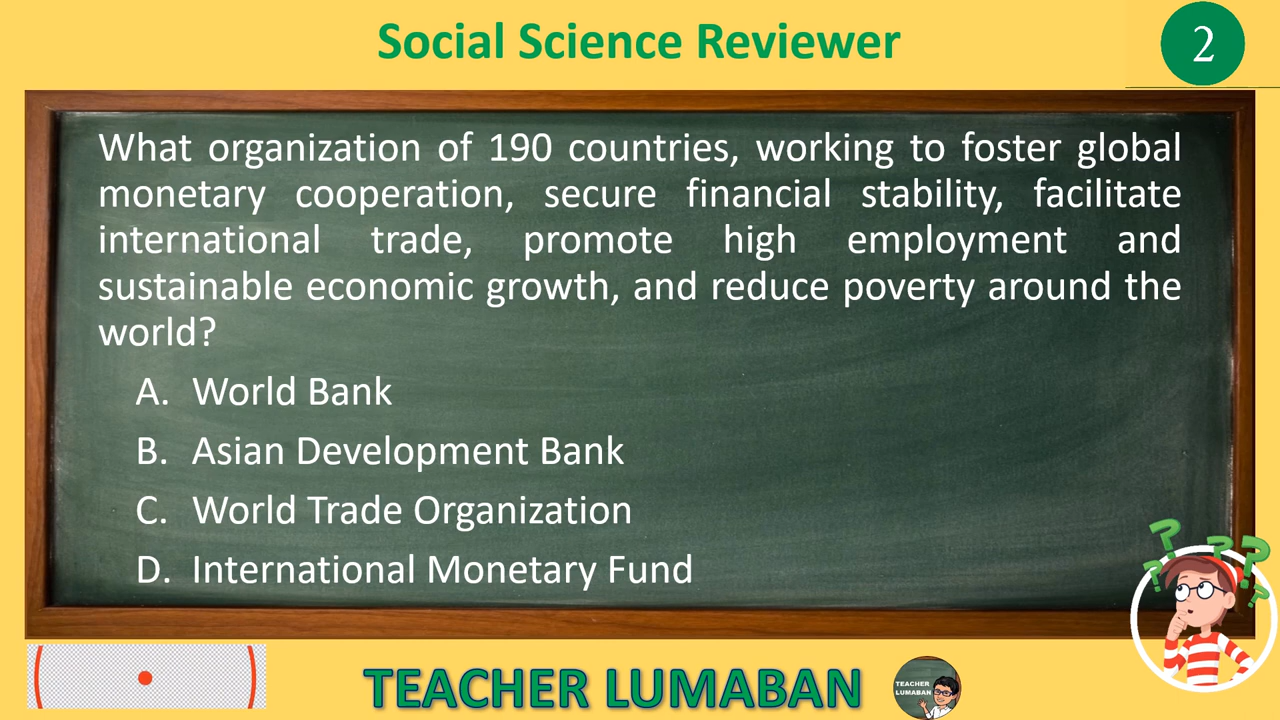 Social Science Reviewer
2
What organization of 190 countries, working to foster global
monetary cooperation, secure financial stability, facilitate
international trade, promote high employment and
sustainable economic growth, and reduce poverty around the
world?
A. World Bank
B. Asian Development Bank
C. World Trade Organization
D. International Monetary Fund
? ? ? ? ?
TEACHER LUMABAN
TEACHER
LUMABAN